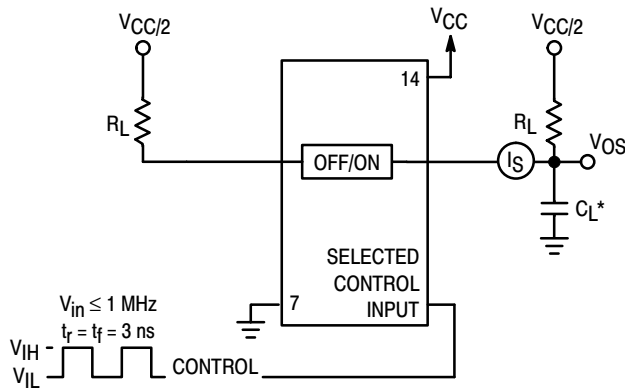 VCC/2
VCC
VCC/2
14
RL
RL
VOS
OFF/ON
IS
CL*
SELECTED
CONTROL
INPUT
7
Vin ≤ 1 MHz
tr = tf = 3 ns
VIH
VIL
CONTROL